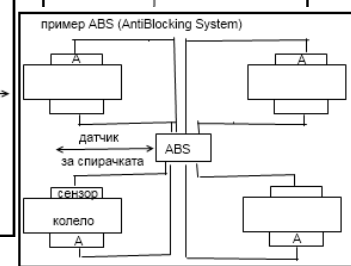 пример ABS (AntiBlocking System)
A
A
датчик
за спирачката
ABS
сензор
колело
A
A